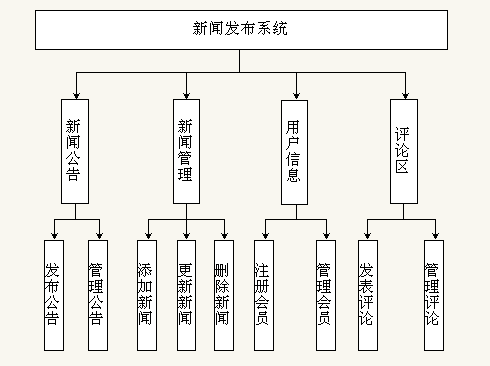 新闻发布系统
新闻公告
新闻管理
用户信息
评论区
发布公告
管理公告
添加新闻
更新新闻
删除新闻
注册会员
管理会员
发表评论
管理评论